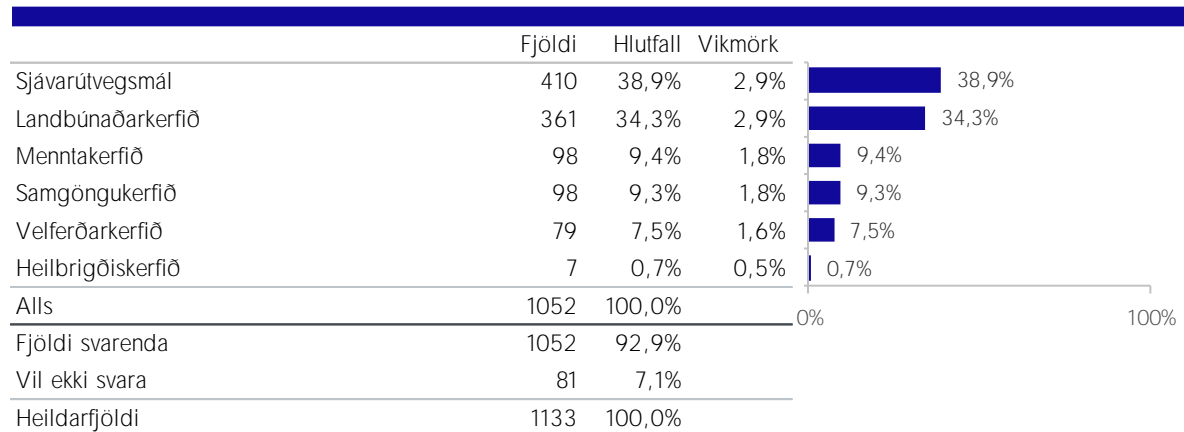 Fjöldi Hlutfall Vikmörk
Sjávarútvegsmál 410 38,9% 2,9% 38,9%
Landbúnaðarkerfið 361 34,3% 2,9% 34,3%
Menntakerfið 98 9,4% 1,8% 9,4%
Samgöngukerfið 98 9,3% 1,8% 9,3%
Velferðarkerfið 79 7,5% 1,6% 7,5%
Heilbrigðiskerfið 7 0,7% 0,5% 0,7%
Alls 1052 100,0% 0% 100%
Fjöldi svarenda 1052 92,9%
Vil ekki svara 81 7,1%
Heildarfjöldi 1133 100,0%